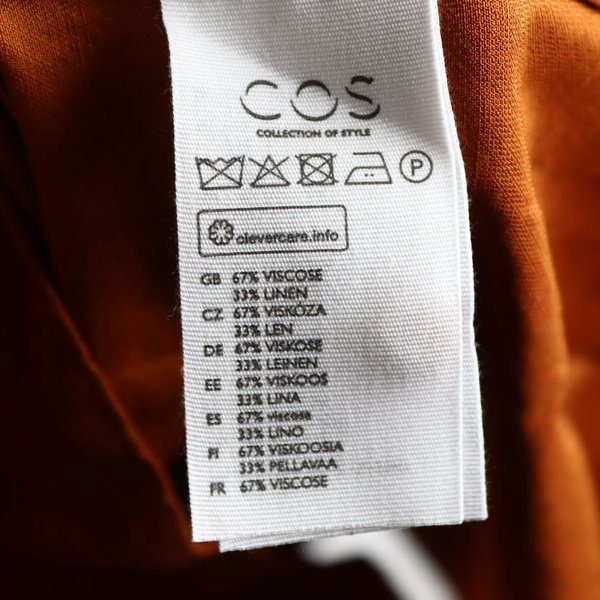 COS
COLLECTION OF STYLE
P
clevercare.info
GB 67% VISCOSE
33% LINEN
CZ 67% VISKÓZA
33% LEN
DE 67% VISKOSE
33% LEINEN
EE 67% VISKOOS
33% LINA
ES 67% viscosa
33% LINO
FI 67% VISKOOSIA
33% PELLAVAA
FR 67% VISCOSE